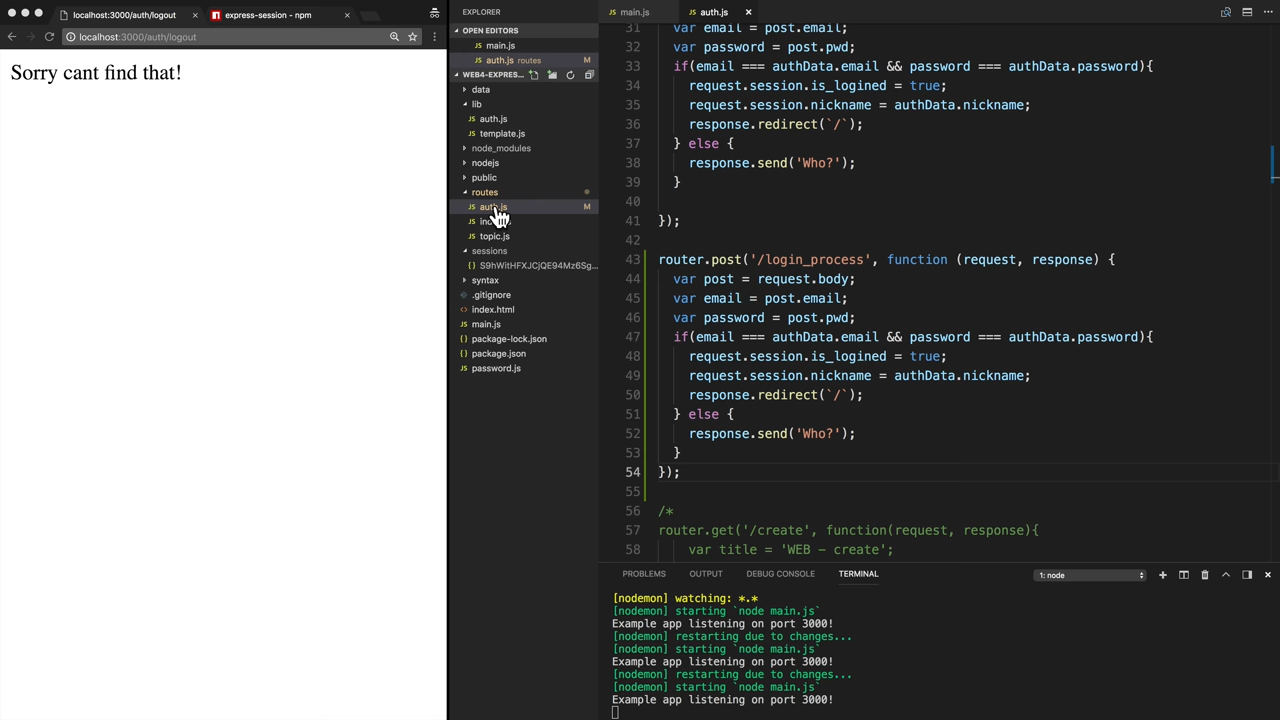 localhost:3000/auth/logout
express-session - npm
localhost:3000/auth/logout
Sorry cant find that!
EXPLORER
OPEN EDITORS
main.js
auth.js routes M
WEB4-EXPRES...
data
lib
auth.js
template.js
node_modules
nodejs
public
routes
auth.js M
topic.js
sessions
S9hWitHFXJCjQE94Mz6Sg...
syntax
.gitignore
index.html
main.js
package-lock.json
package.json
password.js
main.js
auth.js
31 var email = post.email;
32 var password = post.pwd;
33 if(email === authData.email && password === authData.password){
34 request.session.is_logined = true;
35 request.session.nickname = authData.nickname;
36 response.redirect(`/`);
37 } else {
38 response.send('Who?');
39 }
40
41 });
42
43 router.post('/login_process', function (request, response) {
44 var post = request.body;
45 var email = post.email;
46 var password = post.pwd;
47 if(email === authData.email && password === authData.password){
48 request.session.is_logined = true;
49 request.session.nickname = authData.nickname;
50 response.redirect(`/`);
51 } else {
52 response.send('Who?');
53 }
54 });
55
56 /*
57 router.get('/create', function(request, response){
58 var title = 'WEB - create';
PROBLEMS OUTPUT DEBUG CONSOLE TERMINAL 1: node
[nodemon] watching: *.*
[nodemon] starting `node main.js`
Example app listening on port 3000!
[nodemon] restarting due to changes...
[nodemon] starting `node main.js`
Example app listening on port 3000!
[nodemon] restarting due to changes...
[nodemon] starting `node main.js`
Example app listening on port 3000!